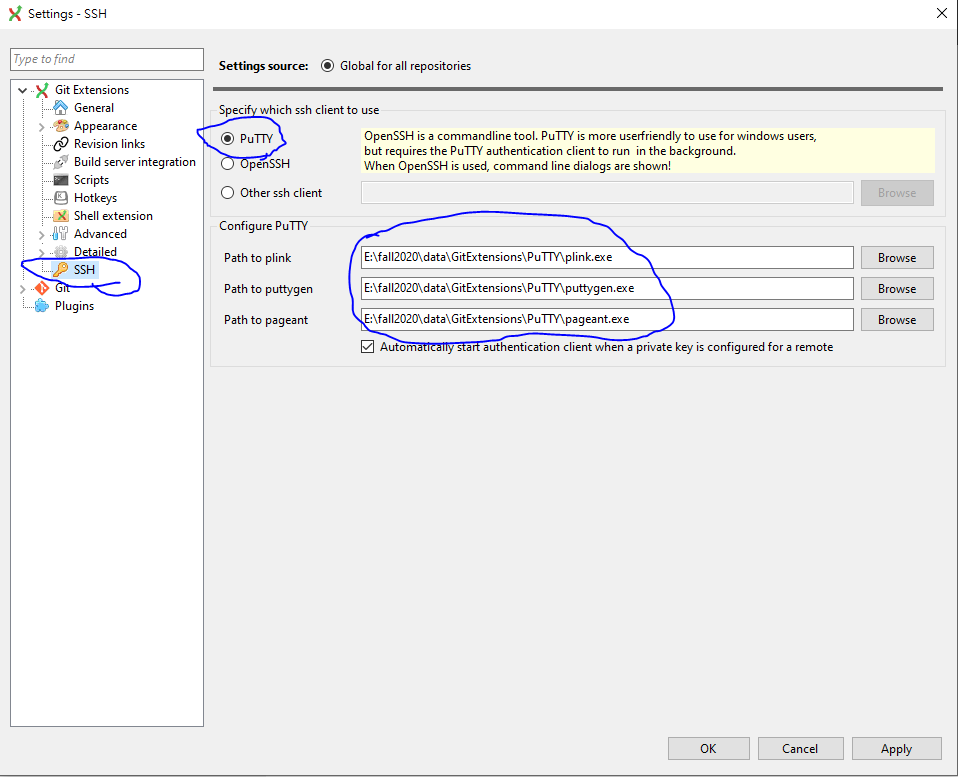 Settings - SSH
Type to find
Git Extensions
General
Appearance
Revision links
Build server integration
Scripts
Hotkeys
Shell extension
Advanced
Detailed
SSH
Git
Plugins
Settings source: Global for all repositories
Specify which ssh client to use
PuTTY
OpenSSH
Other ssh client
OpenSSH is a commandline tool. PuTTY is more userfriendly to use for windows users,
but requires the PuTTY authentication client to run in the background.
When OpenSSH is used, command line dialogs are shown!
Browse
Configure PuTTY
Path to plink E:\fall2020\data\GitExtensions\PuTTY\plink.exe Browse
Path to puttygen E:\fall2020\data\GitExtensions\PuTTY\puttygen.exe Browse
Path to pageant E:\fall2020\data\GitExtensions\PuTTY\pageant.exe Browse
Automatically start authentication client when a private key is configured for a remote
OK Cancel Apply